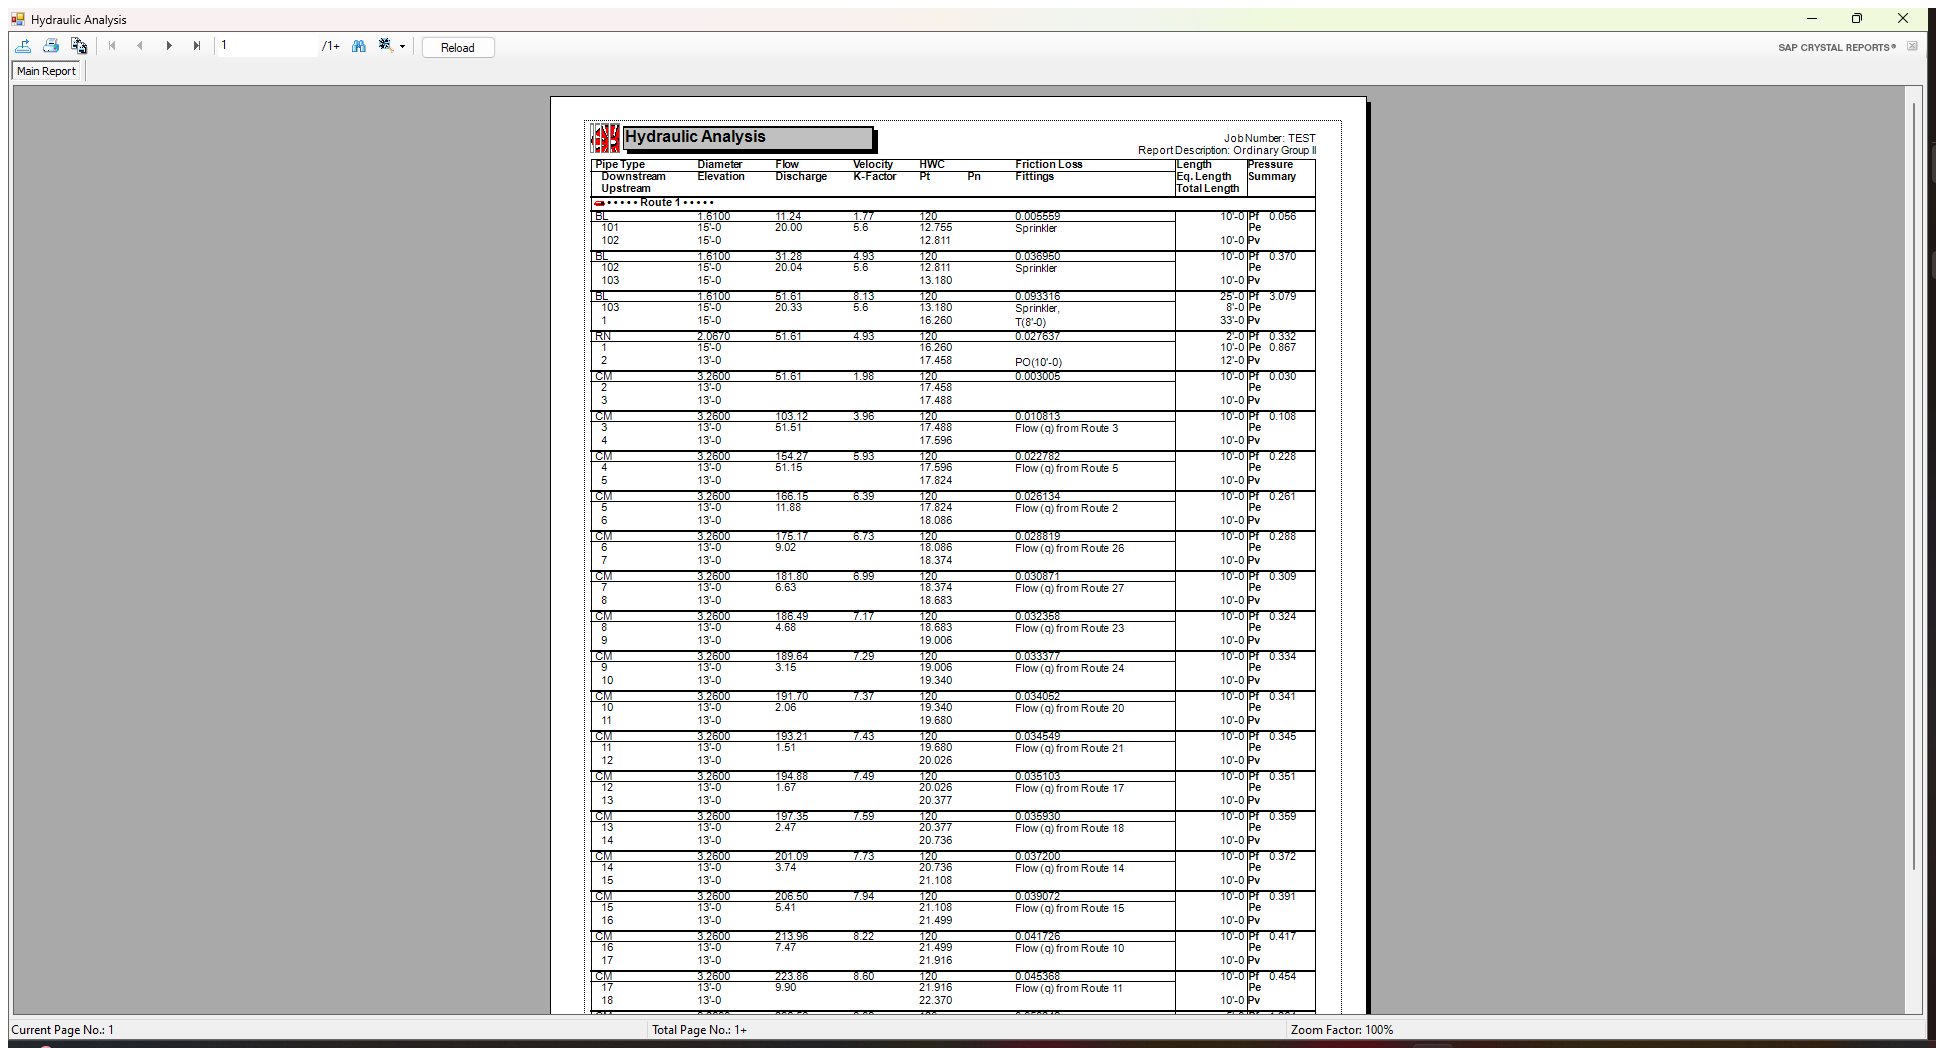 Hydraulic Analysis
1 /1+ Reload
SAP CRYSTAL REPORTS®
Main Report
Hydraulic Analysis
Job Number: TEST
Report Description: Ordinary Group II
Pipe Type Diameter Flow Velocity HWC Friction Loss Length Pressure
Downstream Elevation Discharge K-Factor Pt Pn Fittings Eq. Length Summary
Upstream Total Length
• • • • • Route 1 • • • • •
BL 1.6100 11.24 1.77 120 0.005559 10'-0 Pf 0.056
101 15'-0 20.00 5.6 12.755 Sprinkler Pe
102 15'-0 12.811 10'-0 Pv
BL 1.6100 31.28 4.93 120 0.036950 10'-0 Pf 0.370
102 15'-0 20.04 5.6 12.811 Sprinkler Pe
103 15'-0 13.180 10'-0 Pv
BL 1.6100 51.61 8.13 120 0.093316 25'-0 Pf 3.079
103 15'-0 20.33 5.6 13.180 Sprinkler, 8'-0 Pe
1 15'-0 16.260 T(8'-0) 33'-0 Pv
RN 2.0670 51.61 4.93 120 0.027637 2'-0 Pf 0.332
1 15'-0 16.260 10'-0 Pe 0.867
2 13'-0 17.458 PO(10'-0) 12'-0 Pv
CM 3.2600 51.61 1.98 120 0.003005 10'-0 Pf 0.030
2 13'-0 17.458 Pe
3 13'-0 17.488 10'-0 Pv
CM 3.2600 103.12 3.96 120 0.010813 10'-0 Pf 0.108
3 13'-0 51.51 17.488 Flow (q) from Route 3 Pe
4 13'-0 17.596 10'-0 Pv
CM 3.2600 154.27 5.93 120 0.022782 10'-0 Pf 0.228
4 13'-0 51.15 17.596 Flow (q) from Route 5 Pe
5 13'-0 17.824 10'-0 Pv
CM 3.2600 166.15 6.39 120 0.026134 10'-0 Pf 0.261
5 13'-0 11.88 17.824 Flow (q) from Route 2 Pe
6 13'-0 18.086 10'-0 Pv
CM 3.2600 175.17 6.73 120 0.028819 10'-0 Pf 0.288
6 13'-0 9.02 18.086 Flow (q) from Route 26 Pe
7 13'-0 18.374 10'-0 Pv
CM 3.2600 181.80 6.99 120 0.030871 10'-0 Pf 0.309
7 13'-0 6.63 18.374 Flow (q) from Route 27 Pe
8 13'-0 18.683 10'-0 Pv
CM 3.2600 186.49 7.17 120 0.032358 10'-0 Pf 0.324
8 13'-0 4.68 18.683 Flow (q) from Route 23 Pe
9 13'-0 19.006 10'-0 Pv
CM 3.2600 189.64 7.29 120 0.033377 10'-0 Pf 0.334
9 13'-0 3.15 19.006 Flow (q) from Route 24 Pe
10 13'-0 19.340 10'-0 Pv
CM 3.2600 191.70 7.37 120 0.034052 10'-0 Pf 0.341
10 13'-0 2.06 19.340 Flow (q) from Route 20 Pe
11 13'-0 19.680 10'-0 Pv
CM 3.2600 193.21 7.43 120 0.034549 10'-0 Pf 0.345
11 13'-0 1.51 19.680 Flow (q) from Route 21 Pe
12 13'-0 20.026 10'-0 Pv
CM 3.2600 194.88 7.49 120 0.035103 10'-0 Pf 0.351
12 13'-0 1.67 20.026 Flow (q) from Route 17 Pe
13 13'-0 20.377 10'-0 Pv
CM 3.2600 197.35 7.59 120 0.035930 10'-0 Pf 0.359
13 13'-0 2.47 20.377 Flow (q) from Route 18 Pe
14 13'-0 20.736 10'-0 Pv
CM 3.2600 201.09 7.73 120 0.037200 10'-0 Pf 0.372
14 13'-0 3.74 20.736 Flow (q) from Route 14 Pe
15 13'-0 21.108 10'-0 Pv
CM 3.2600 206.50 7.94 120 0.039072 10'-0 Pf 0.391
15 13'-0 5.41 21.108 Flow (q) from Route 15 Pe
16 13'-0 21.499 10'-0 Pv
CM 3.2600 213.96 8.22 120 0.041726 10'-0 Pf 0.417
16 13'-0 7.47 21.499 Flow (q) from Route 10 Pe
17 13'-0 21.916 10'-0 Pv
CM 3.2600 223.86 8.60 120 0.045368 10'-0 Pf 0.454
17 13'-0 9.90 21.916 Flow (q) from Route 11 Pe
18 13'-0 22.370 10'-0 Pv
Current Page No.: 1 Total Page No.: 1+ Zoom Factor: 100%